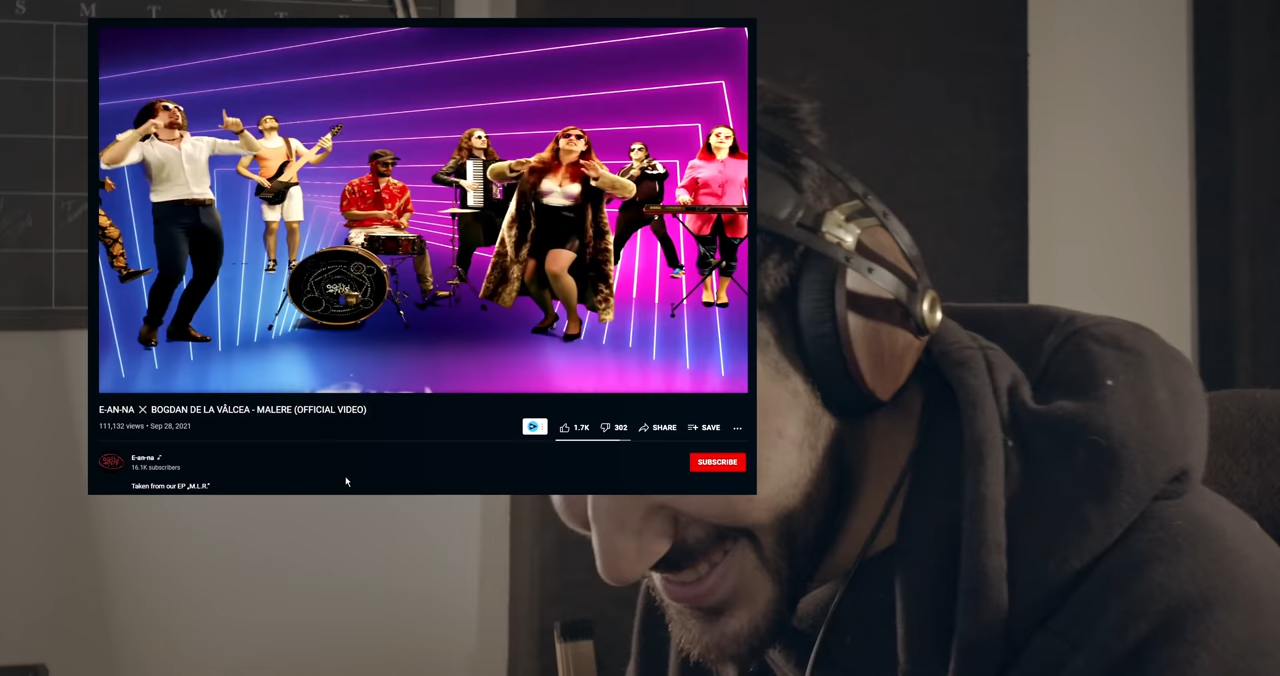 S M T W T F
E-AN-NA ✕ BOGDAN DE LA VÂLCEA - MALERE (OFFICIAL VIDEO)
111,132 views • Sep 28, 2021
1.7K 302 SHARE SAVE
E-an-na
16.1K subscribers
SUBSCRIBE
Taken from our EP „M.L.R.”